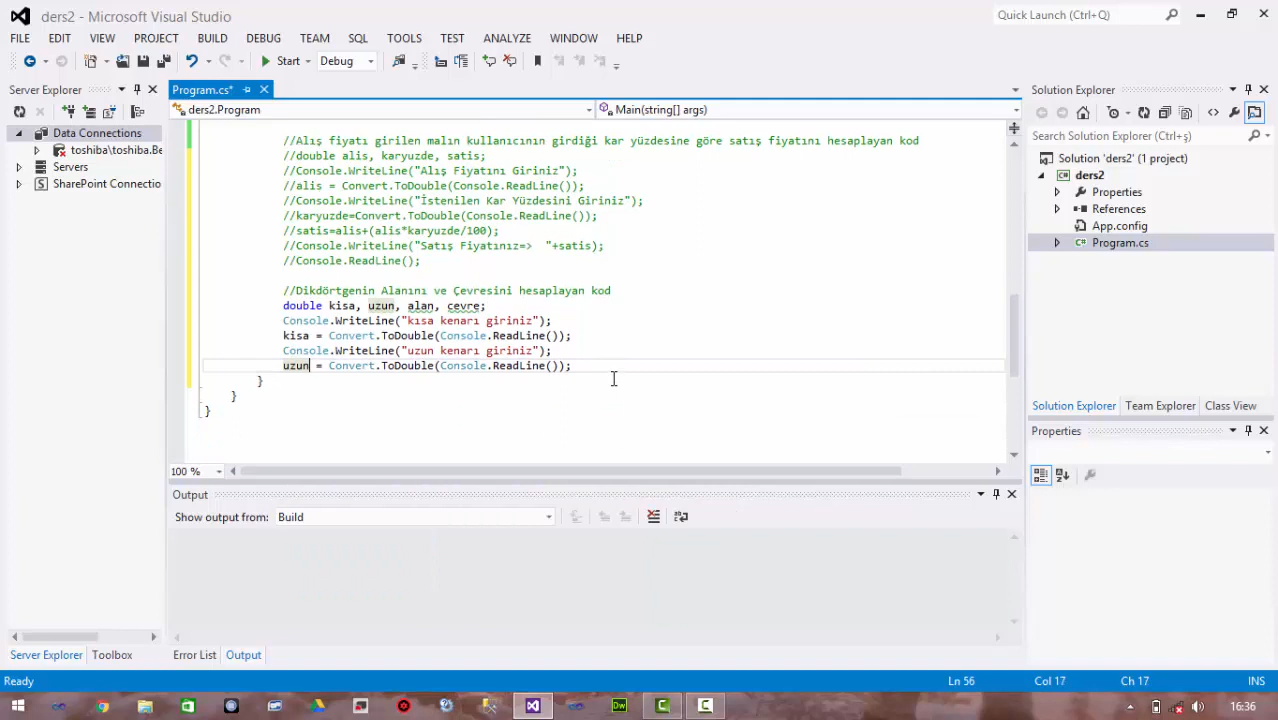 ders2 - Microsoft Visual Studio
Quick Launch (Ctrl+Q)
FILE EDIT VIEW PROJECT BUILD DEBUG TEAM SQL TOOLS TEST ANALYZE WINDOW HELP
Start Debug
Server Explorer
Data Connections
toshiba\toshiba.Be
Servers
SharePoint Connectio
Program.cs*
ders2.Program
Main(string[] args)
//Alış fiyatı girilen malın kullanıcının girdiği kar yüzdesine göre satış fiyatını hesaplayan kod
//double alis, karyuzde, satis;
//Console.WriteLine("Alış Fiyatını Giriniz");
//alis = Convert.ToDouble(Console.ReadLine());
//Console.WriteLine("İstenilen Kar Yüzdesini Giriniz");
//karyuzde=Convert.ToDouble(Console.ReadLine());
//satis=alis+(alis*karyuzde/100);
//Console.WriteLine("Satış Fiyatınız=>  "+satis);
//Console.ReadLine();
//Dikdörtgenin Alanını ve Çevresini hesaplayan kod
double kisa, uzun, alan, cevre;
Console.WriteLine("kısa kenarı giriniz");
kisa = Convert.ToDouble(Console.ReadLine());
Console.WriteLine("uzun kenarı giriniz");
uzun = Convert.ToDouble(Console.ReadLine());
}
}
}
100 %
Output
Show output from: Build
Error List Output
Server Explorer Toolbox
Solution Explorer
Search Solution Explorer (Ctrl+ş)
Solution 'ders2' (1 project)
ders2
Properties
References
App.config
Program.cs
Solution Explorer Team Explorer Class View
Properties
Ready
Ln 56 Col 17 Ch 17 INS
Dw
16:36